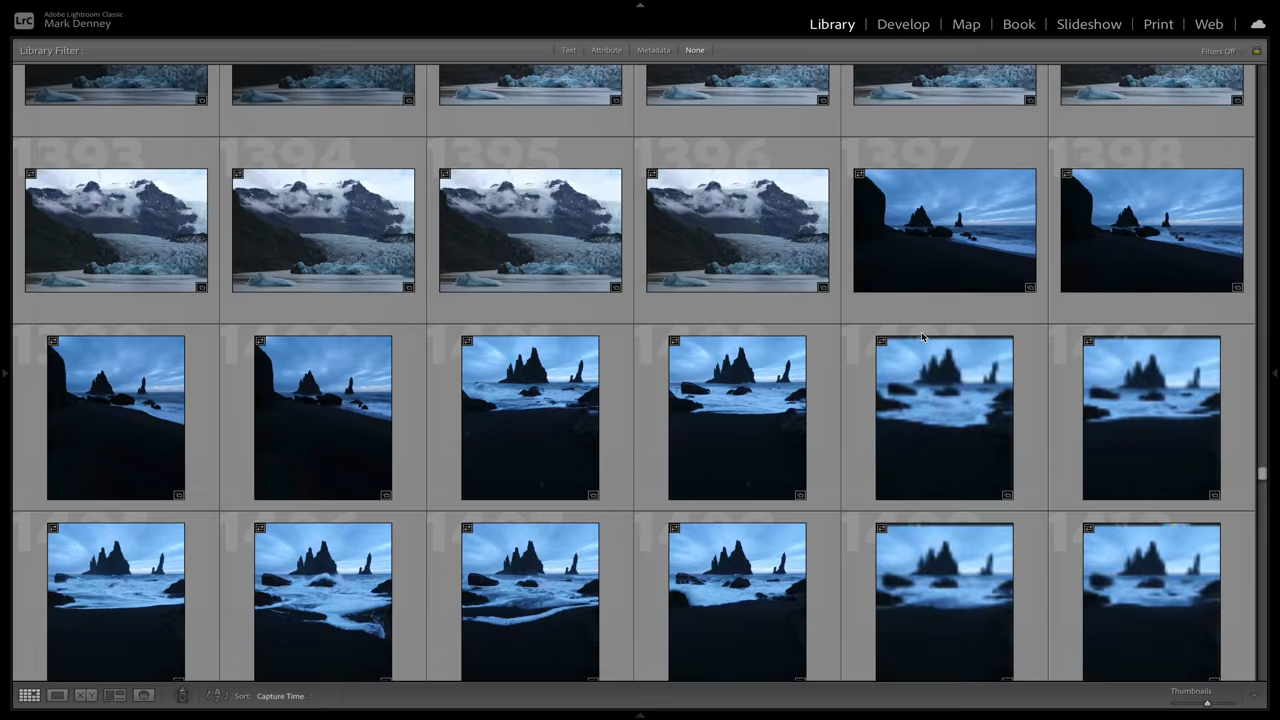 LrC
Adobe Lightroom Classic
Mark Denney
Library
Develop
Map
Book
Slideshow
Print
Web
Library Filter :
Text
Attribute
Metadata
None
Filters Off
1393
1394
1395
1396
1397
1398
XY
Sort: Capture Time
Thumbnails